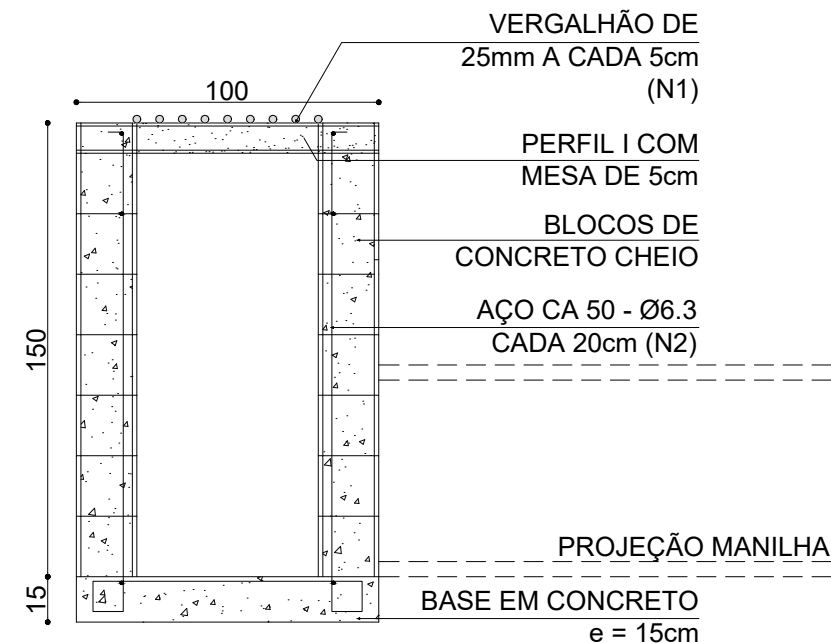 VERGALHÃO DE
25mm A CADA 5cm
(N1)
100
PERFIL I COM
MESA DE 5cm
BLOCOS DE
CONCRETO CHEIO
AÇO CA 50 - Ø6.3
CADA 20cm (N2)
150
PROJEÇÃO MANILHA
15
BASE EM CONCRETO
e = 15cm